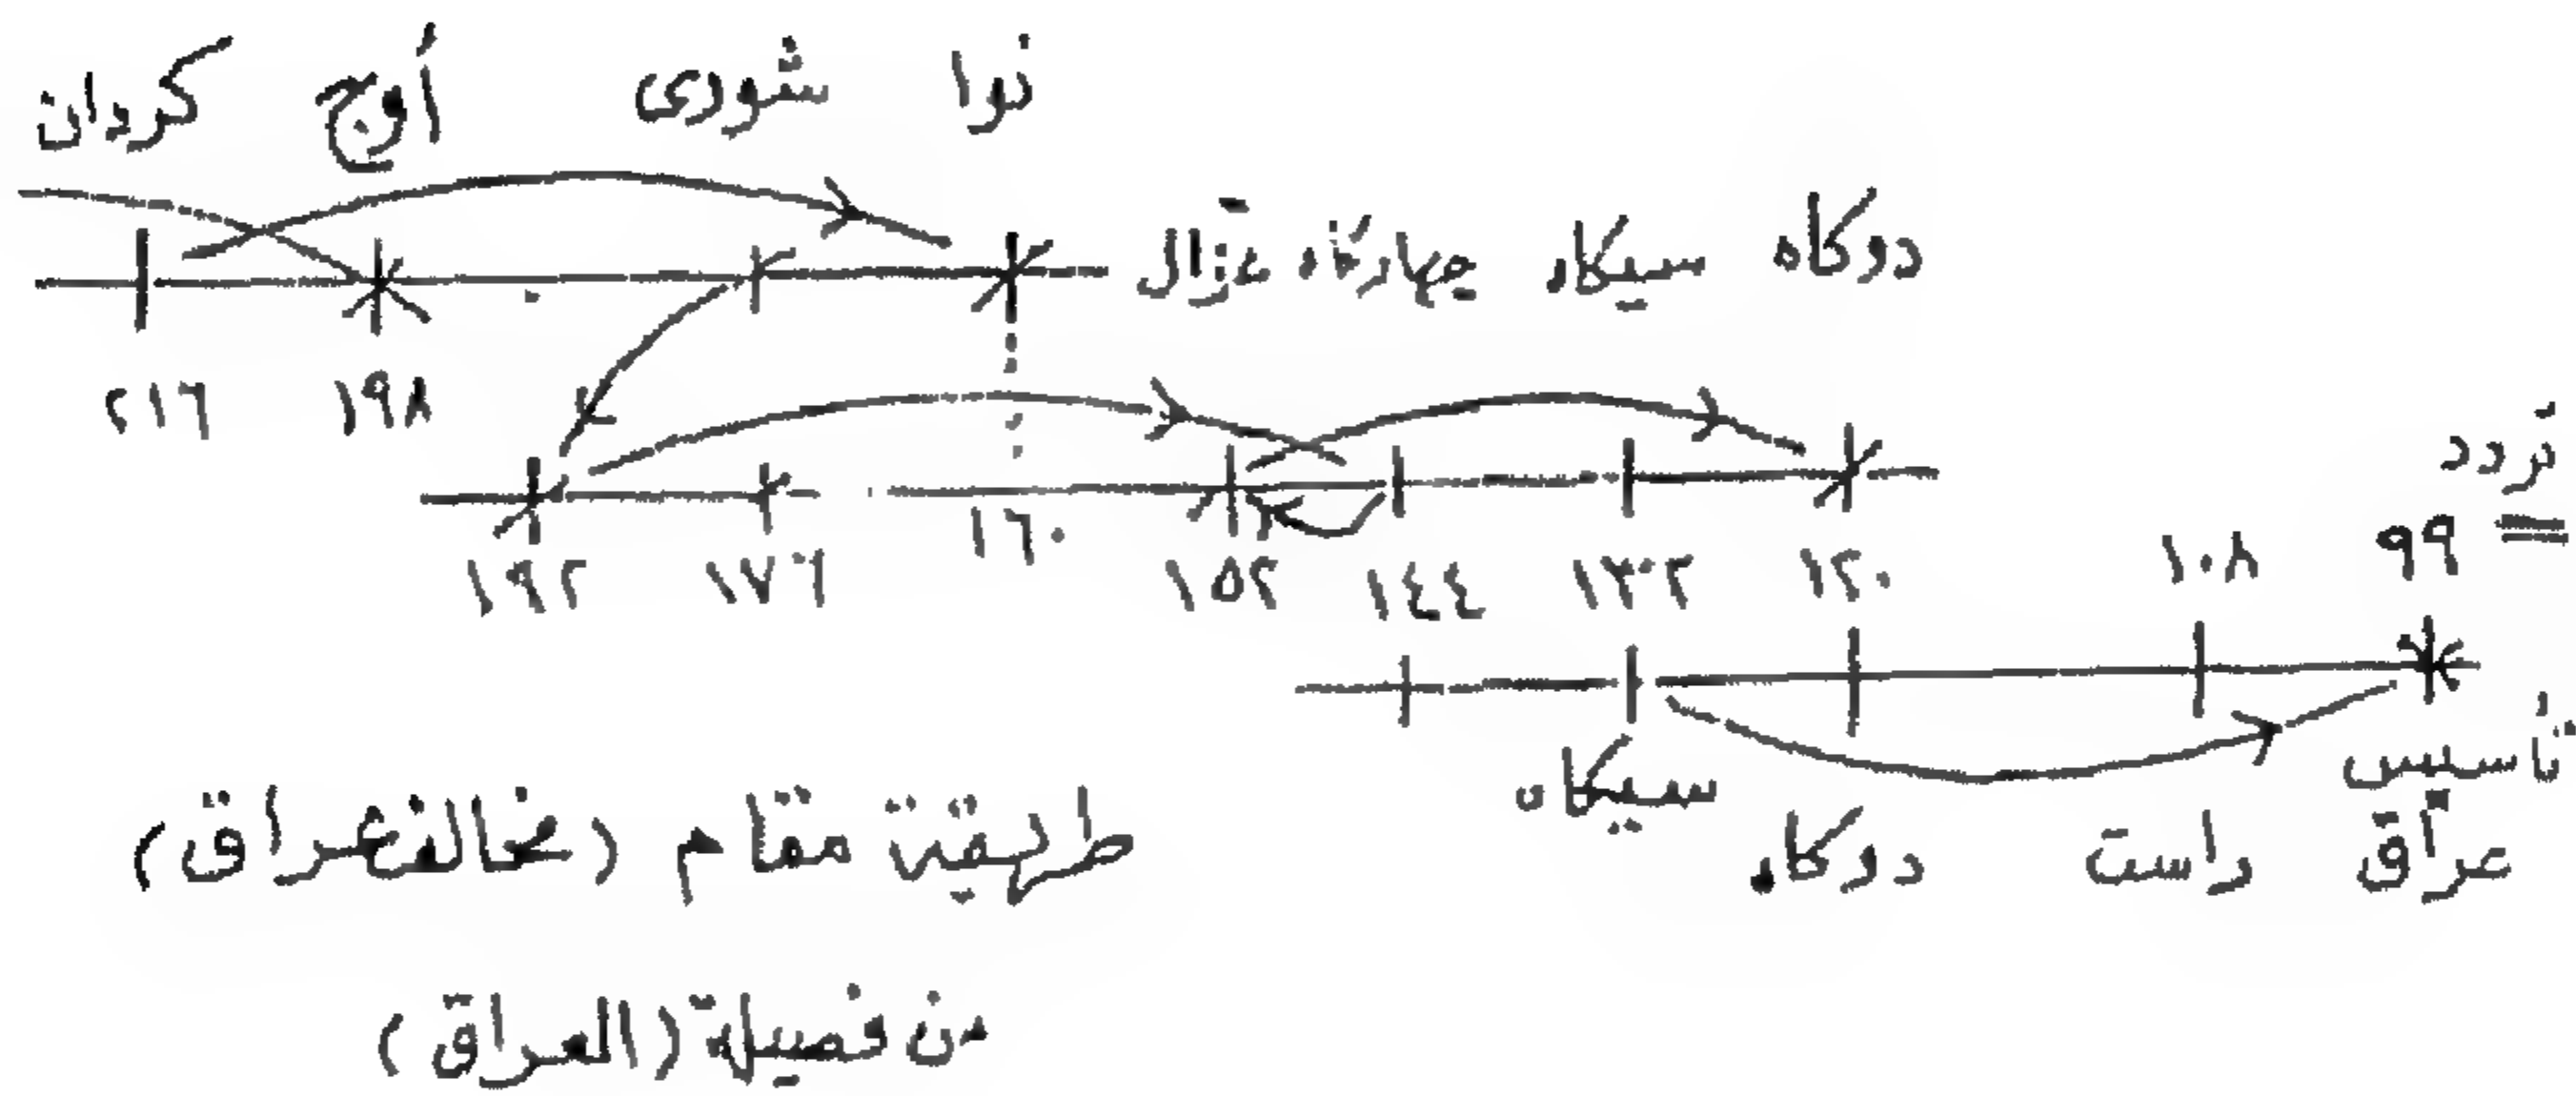 نوا شورى أوج كردان
دوكاه سيكاه چهاركاه غزال
٢١٦ ١٩٨
تردد
= ٩٩ ١٠٨ ١٢٠ ١٣٢ ١٤٤ ١٥٢ ١٦٠ ١٧٦ ١٩٢
تأسيس
عراق راست دوكاه سيكاه
طريقة مقام (مخالف عراق)
من فصيلة (العراق)